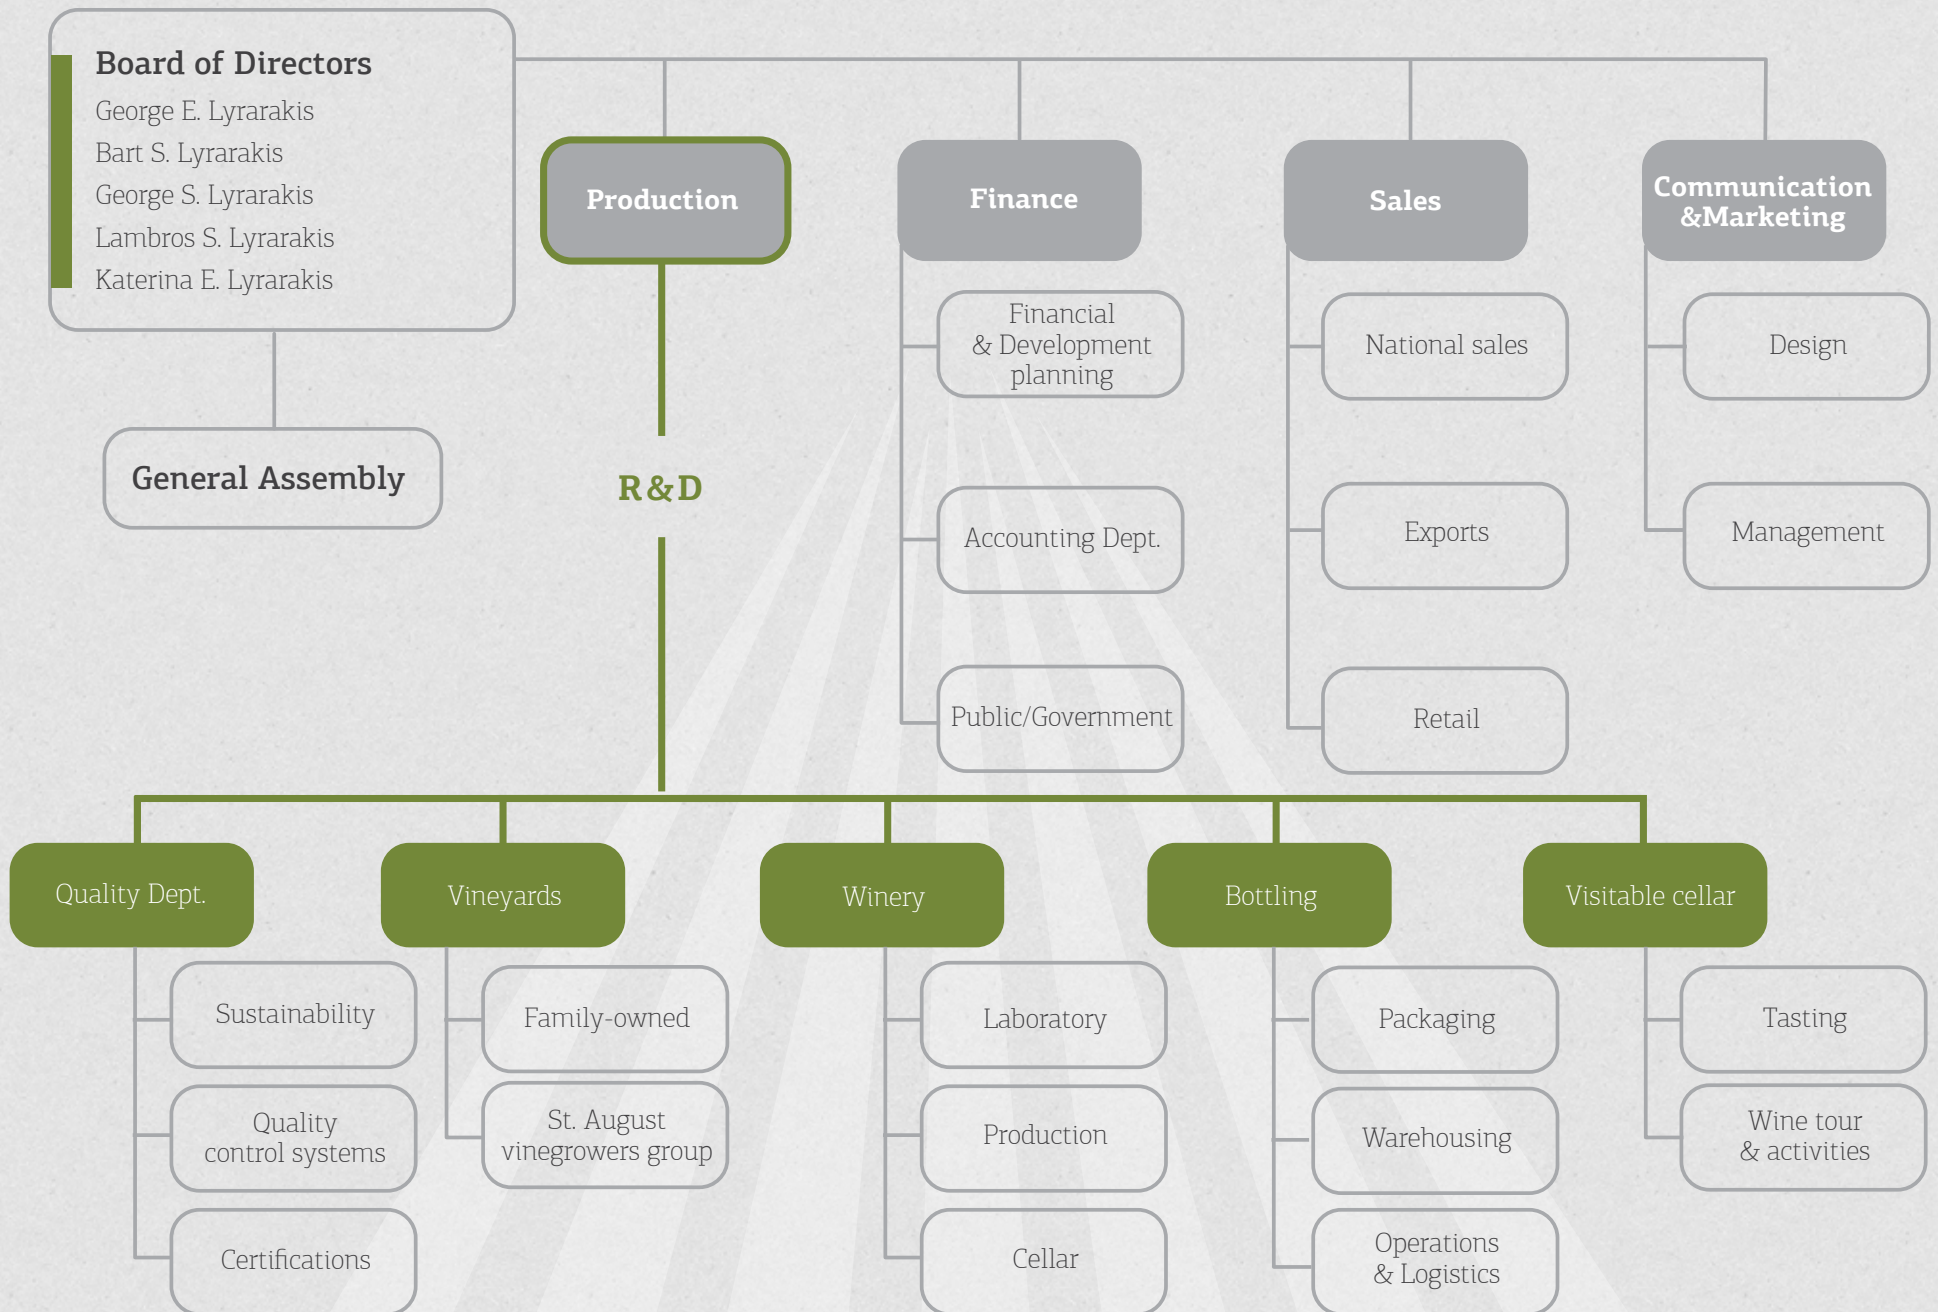 Board of Directors
George E. Lyrarakis
Bart S. Lyrarakis
George S. Lyrarakis
Lambros S. Lyrarakis
Katerina E. Lyrarakis
General Assembly
Production
R&D
Finance
Financial
& Development
planning
Accounting Dept.
Public/Government
Sales
National sales
Exports
Retail
Communication
&Marketing
Design
Management
Quality Dept.
Sustainability
Quality
control systems
Certifications
Vineyards
Family-owned
St. August
vinegrowers group
Winery
Laboratory
Production
Cellar
Bottling
Packaging
Warehousing
Operations
& Logistics
Visitable cellar
Tasting
Wine tour
& activities